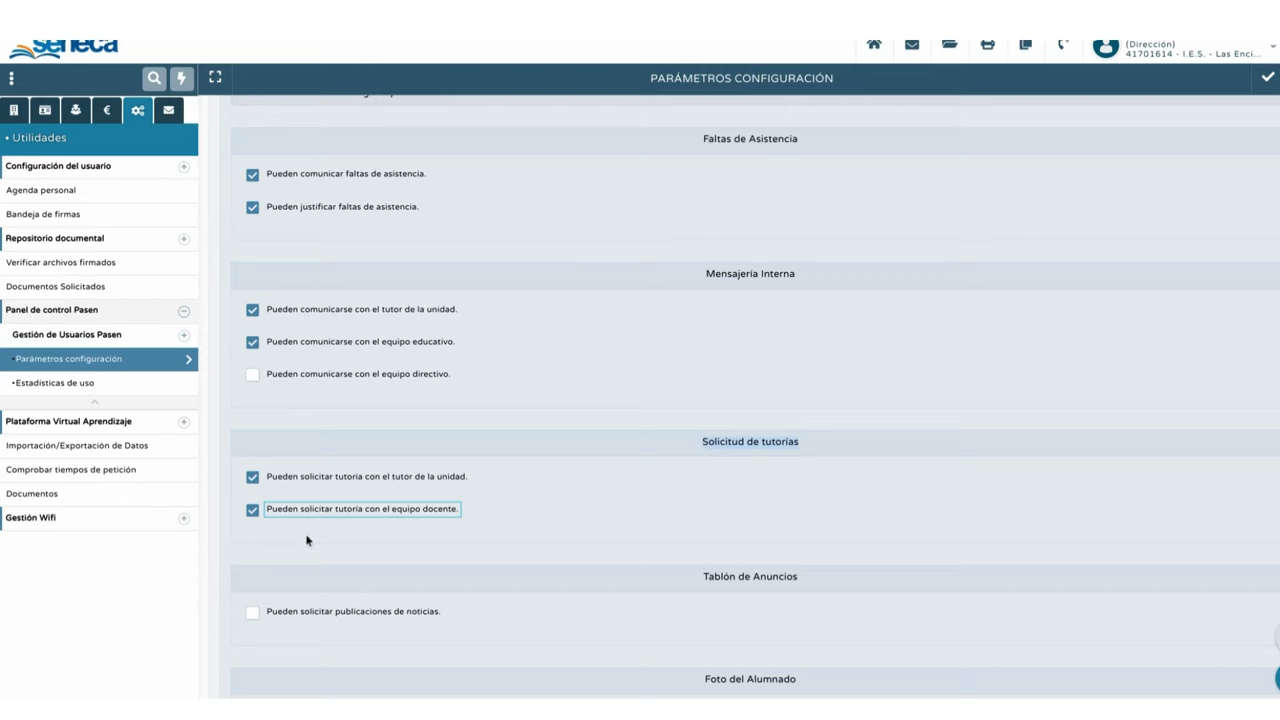 seneca
(Dirección)
41701614 - I.E.S. - Las Enci...
PARÁMETROS CONFIGURACIÓN
• Utilidades
Configuración del usuario
Agenda personal
Bandeja de firmas
Repositorio documental
Verificar archivos firmados
Documentos Solicitados
Panel de control Pasen
Gestión de Usuarios Pasen
•Parámetros configuración
•Estadísticas de uso
Plataforma Virtual Aprendizaje
Importación/Exportación de Datos
Comprobar tiempos de petición
Documentos
Gestión Wifi
Faltas de Asistencia
Pueden comunicar faltas de asistencia.
Pueden justificar faltas de asistencia.
Mensajería Interna
Pueden comunicarse con el tutor de la unidad.
Pueden comunicarse con el equipo educativo.
Pueden comunicarse con el equipo directivo.
Solicitud de tutorías
Pueden solicitar tutoría con el tutor de la unidad.
Pueden solicitar tutoría con el equipo docente.
Tablón de Anuncios
Pueden solicitar publicaciones de noticias.
Foto del Alumnado